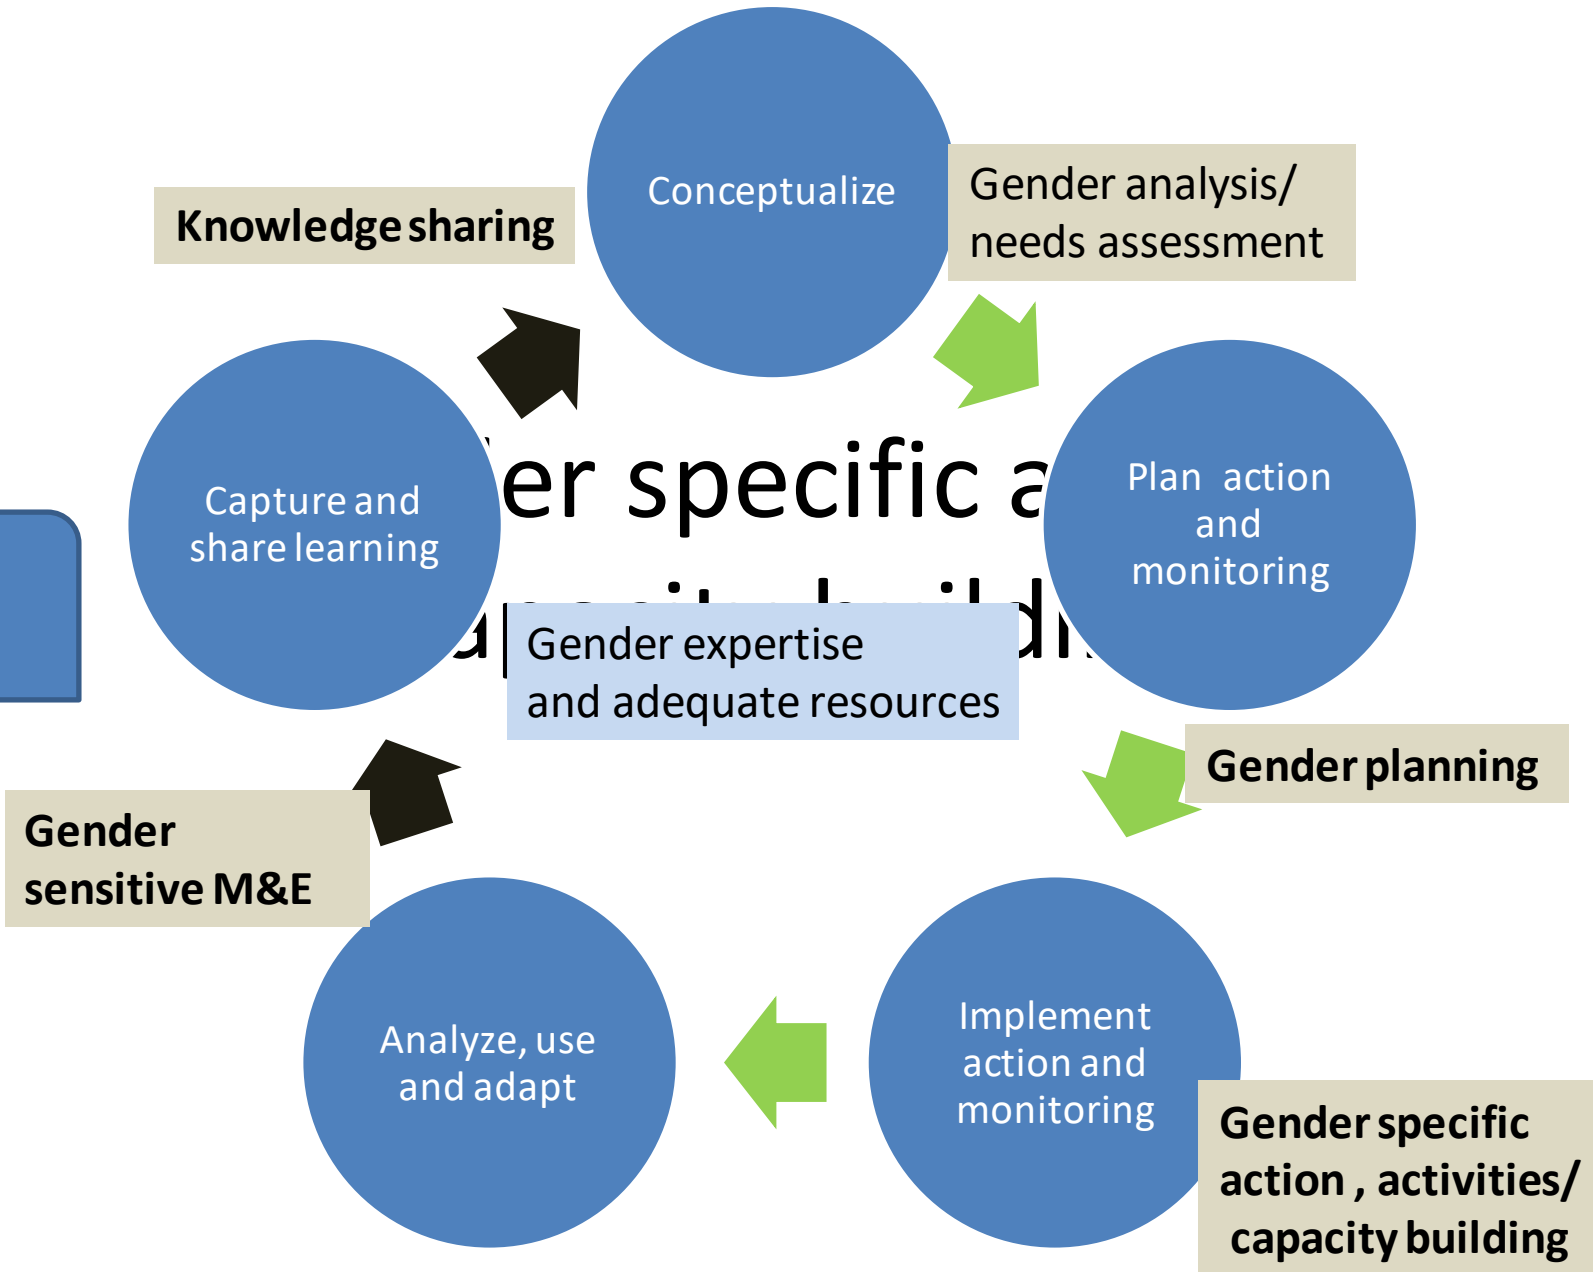 Conceptualize
Gender analysis/
needs assessment
Knowledge sharing
er specific a
Capture and
share learning
Plan action
and
monitoring
Gender expertise
and adequate resources
Gender planning
Gender
sensitive M&E
Analyze, use
and adapt
Implement
action and
monitoring
Gender specific
action , activities/
capacity building